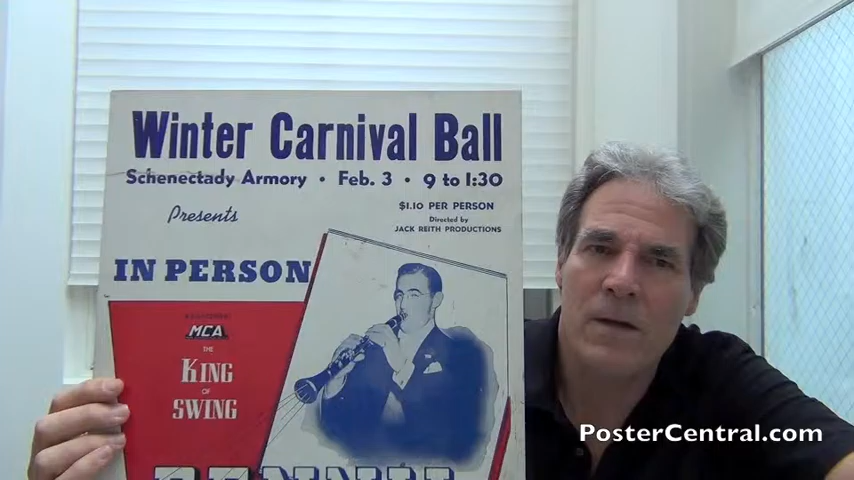 Winter Carnival Ball
Schenectady Armory • Feb. 3 • 9 to 1:30
$1.10 PER PERSON
Presents
Directed by
JACK REITH PRODUCTIONS
IN PERSON
MCA
THE
KING
OF
SWING
PosterCentral.com